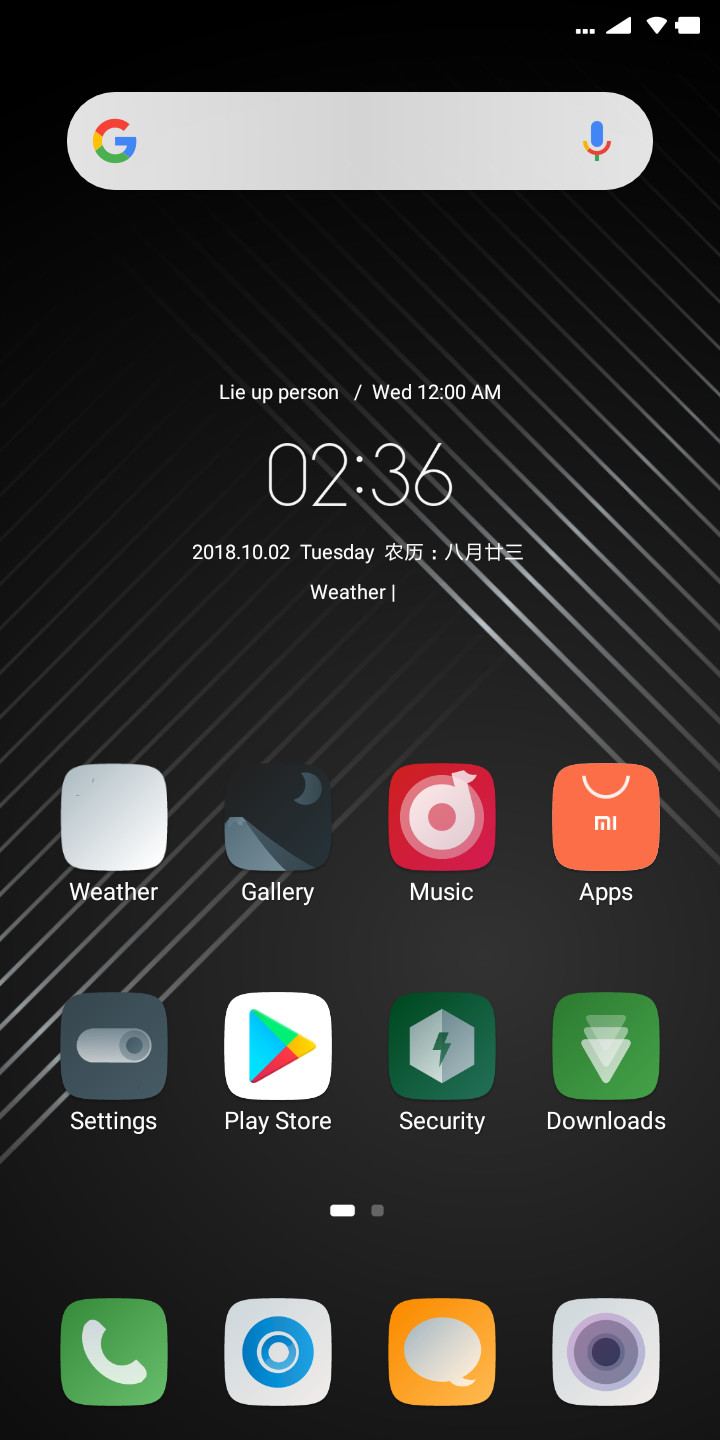 Lie up person / Wed 12:00 AM
02:36
2018.10.02 Tuesday 农历：八月廿三
Weather |
mi
Weather Gallery Music Apps
Settings Play Store Security Downloads